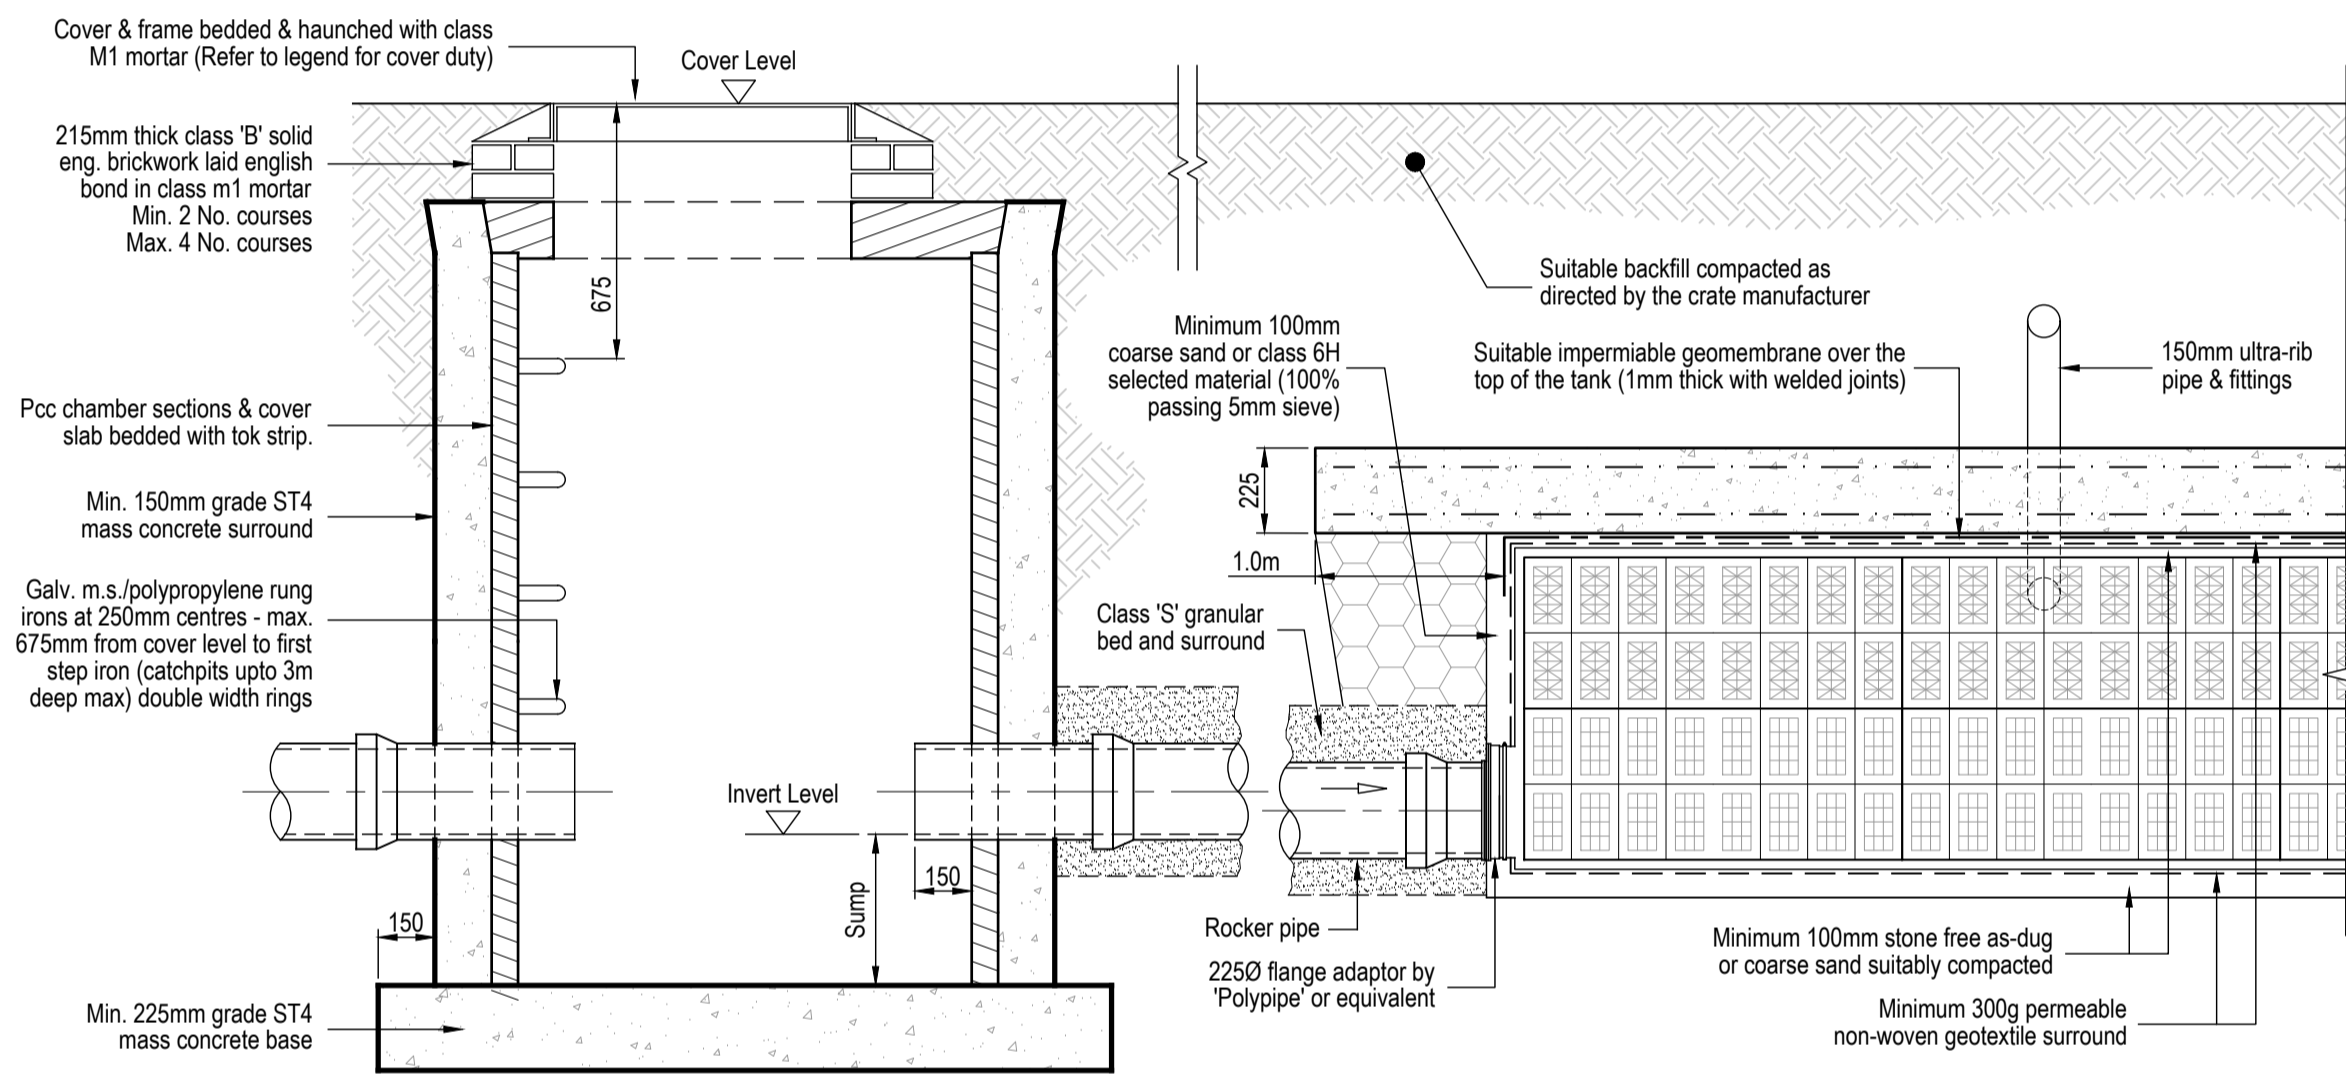 Cover & frame bedded & haunched with class
M1 mortar (Refer to legend for cover duty)
Cover Level
215mm thick class 'B' solid
eng. brickwork laid english
bond in class m1 mortar
Min. 2 No. courses
Max. 4 No. courses
675
Suitable backfill compacted as
directed by the crate manufacturer
Minimum 100mm
coarse sand or class 6H
selected material (100%
passing 5mm sieve)
Suitable impermiable geomembrane over the
top of the tank (1mm thick with welded joints)
150mm ultra-rib
pipe & fittings
Pcc chamber sections & cover
slab bedded with tok strip.
225
Min. 150mm grade ST4
mass concrete surround
1.0m
Galv. m.s./polypropylene rung
irons at 250mm centres - max.
675mm from cover level to first
step iron (catchpits upto 3m
deep max) double width rings
Class 'S' granular
bed and surround
Invert Level
150
Sump
150
Rocker pipe
225Ø flange adaptor by
'Polypipe' or equivalent
Minimum 100mm stone free as-dug
or coarse sand suitably compacted
Minimum 300g permeable
non-woven geotextile surround
Min. 225mm grade ST4
mass concrete base